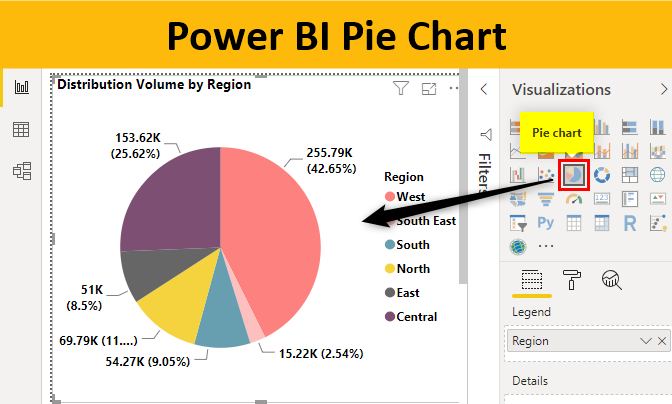 Power BI Pie Chart
Distribution Volume by Region
153.62K
(25.62%)
255.79K
(42.65%)
51K
(8.5%)
69.79K (11....)
54.27K (9.05%)
15.22K (2.54%)
Region
West
South East
South
North
East
Central
Filters
Visualizations
Pie chart
123
Py
R
Legend
Region
Details